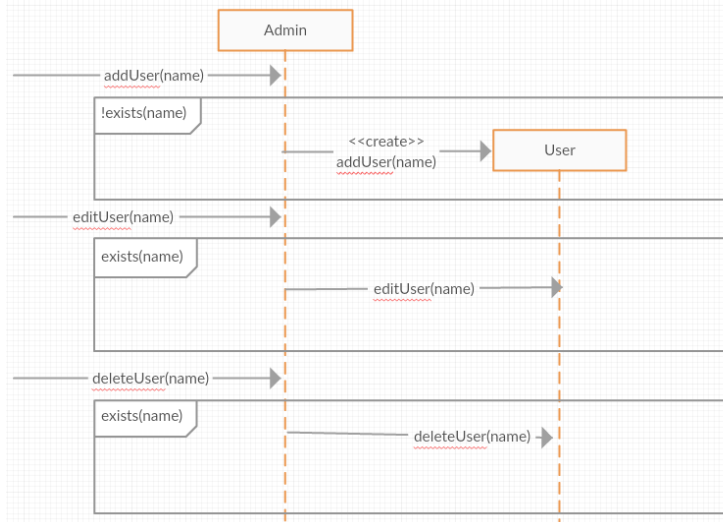 Admin
addUser(name)
!exists(name)
<<create>>
addUser(name)
User
editUser(name)
exists(name)
editUser(name)
deleteUser(name)
exists(name)
deleteUser(name)